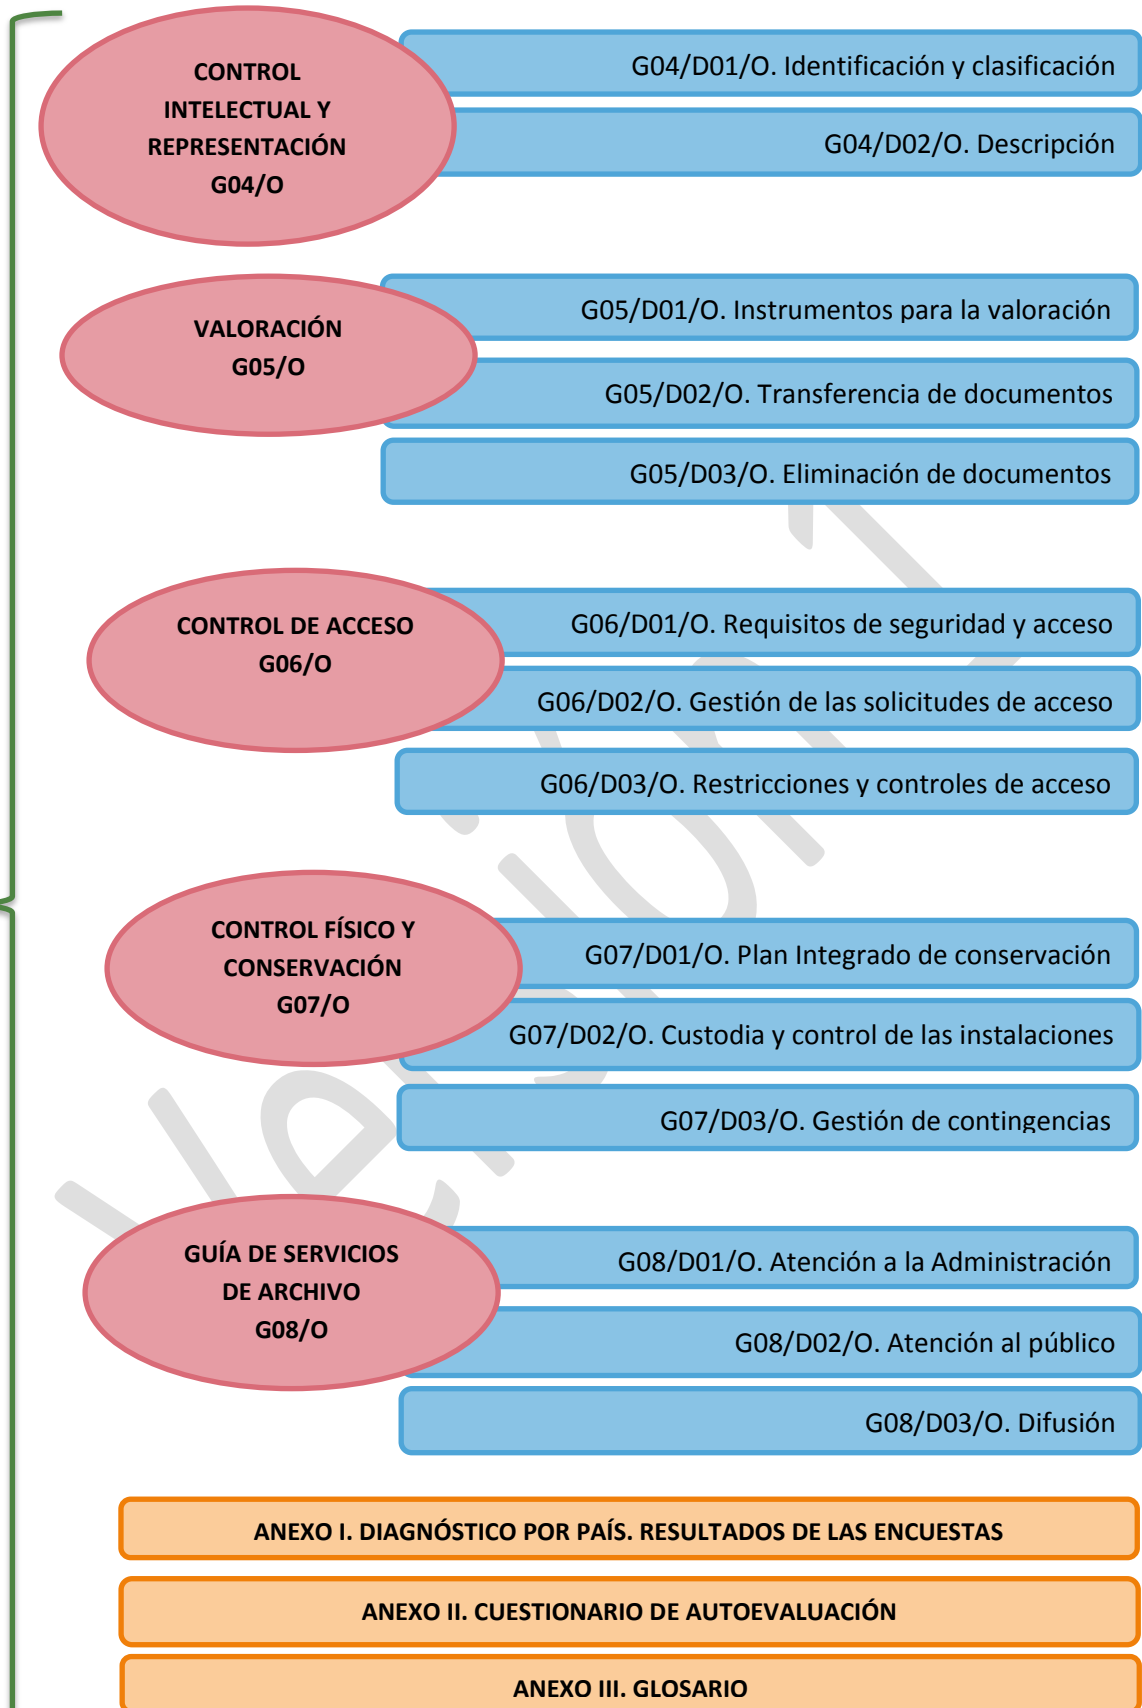 CONTROL
INTELECTUAL Y
REPRESENTACIÓN
G04/O
G04/D01/O. Identificación y clasificación
G04/D02/O. Descripción
VALORACIÓN
G05/O
G05/D01/O. Instrumentos para la valoración
G05/D02/O. Transferencia de documentos
G05/D03/O. Eliminación de documentos
CONTROL DE ACCESO
G06/O
G06/D01/O. Requisitos de seguridad y acceso
G06/D02/O. Gestión de las solicitudes de acceso
G06/D03/O. Restricciones y controles de acceso
CONTROL FÍSICO Y
CONSERVACIÓN
G07/O
G07/D01/O. Plan Integrado de conservación
G07/D02/O. Custodia y control de las instalaciones
G07/D03/O. Gestión de contingencias
GUÍA DE SERVICIOS
DE ARCHIVO
G08/O
G08/D01/O. Atención a la Administración
G08/D02/O. Atención al público
G08/D03/O. Difusión
ANEXO I. DIAGNÓSTICO POR PAÍS. RESULTADOS DE LAS ENCUESTAS
ANEXO II. CUESTIONARIO DE AUTOEVALUACIÓN
ANEXO III. GLOSARIO
Versión 1